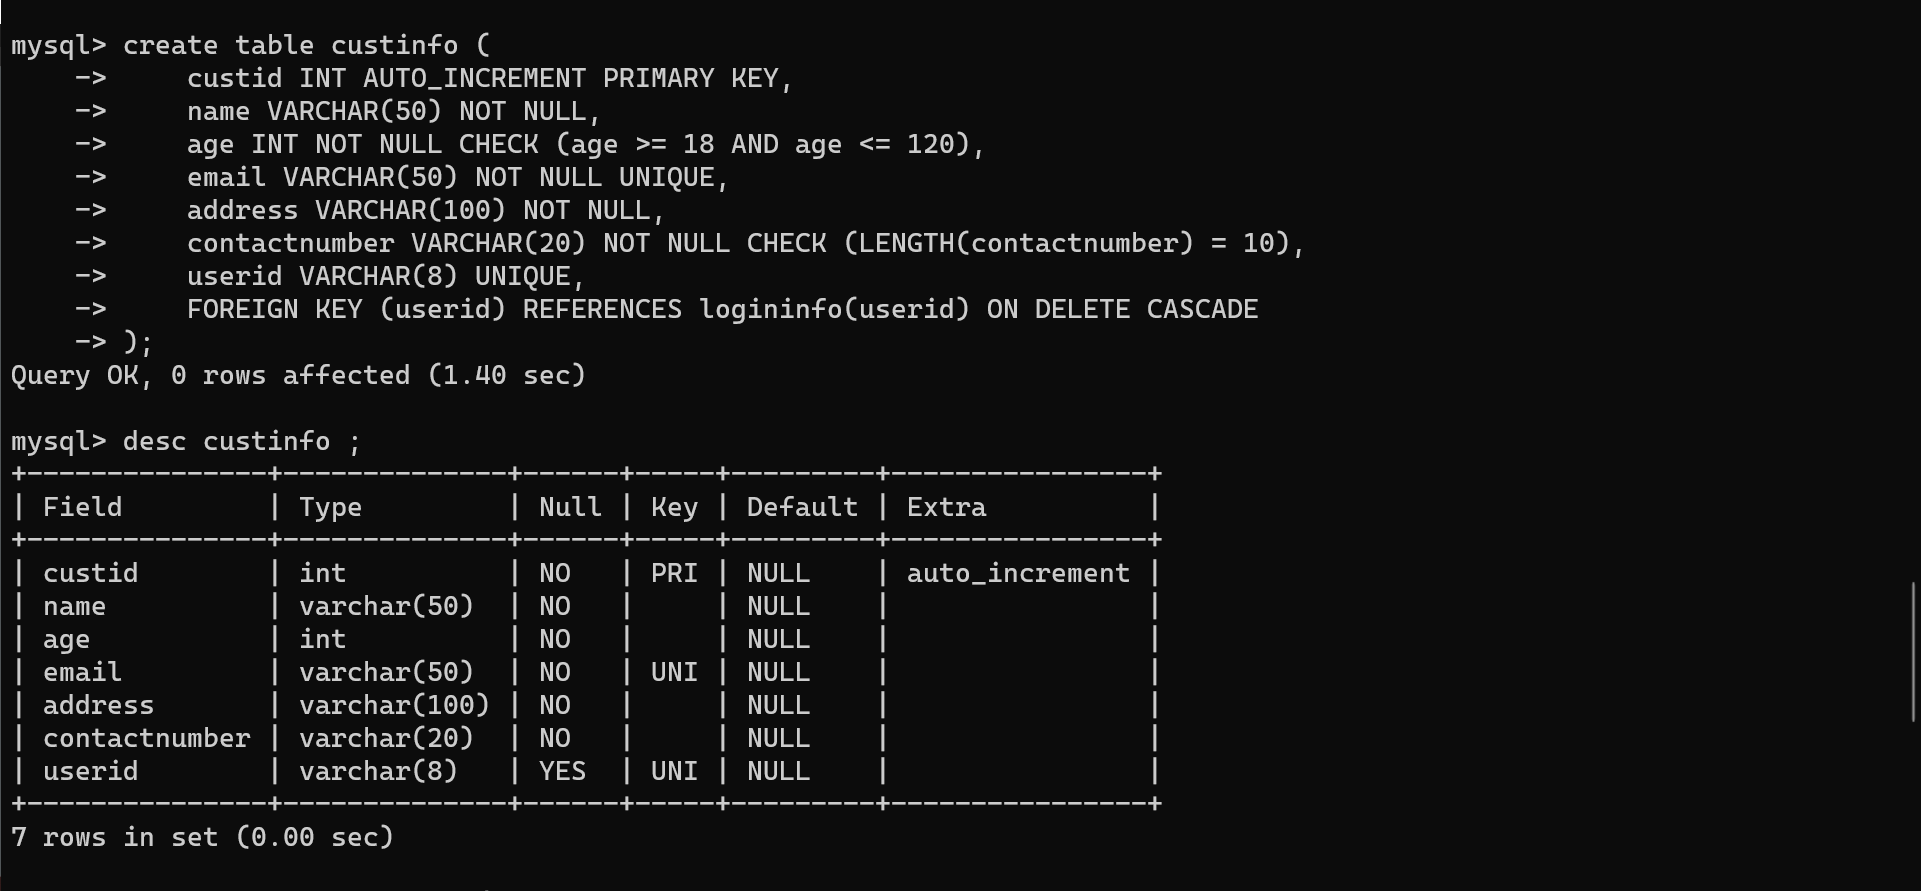 mysql> create table custinfo (
    ->     custid INT AUTO_INCREMENT PRIMARY KEY,
    ->     name VARCHAR(50) NOT NULL,
    ->     age INT NOT NULL CHECK (age >= 18 AND age <= 120),
    ->     email VARCHAR(50) NOT NULL UNIQUE,
    ->     address VARCHAR(100) NOT NULL,
    ->     contactnumber VARCHAR(20) NOT NULL CHECK (LENGTH(contactnumber) = 10),
    ->     userid VARCHAR(8) UNIQUE,
    ->     FOREIGN KEY (userid) REFERENCES logininfo(userid) ON DELETE CASCADE
    -> );
Query OK, 0 rows affected (1.40 sec)

mysql> desc custinfo ;
+---------------+--------------+------+-----+---------+----------------+
| Field         | Type         | Null | Key | Default | Extra          |
+---------------+--------------+------+-----+---------+----------------+
| custid        | int          | NO   | PRI | NULL    | auto_increment |
| name          | varchar(50)  | NO   |     | NULL    |                |
| age           | int          | NO   |     | NULL    |                |
| email         | varchar(50)  | NO   | UNI | NULL    |                |
| address       | varchar(100) | NO   |     | NULL    |                |
| contactnumber | varchar(20)  | NO   |     | NULL    |                |
| userid        | varchar(8)   | YES  | UNI | NULL    |                |
+---------------+--------------+------+-----+---------+----------------+
7 rows in set (0.00 sec)